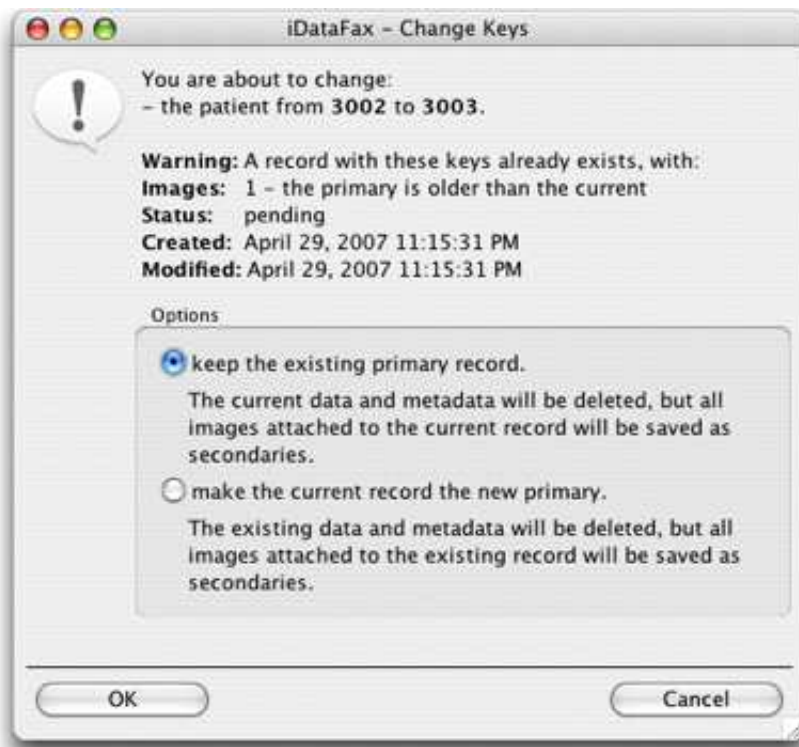 iDataFax – Change Keys
You are about to change:
– the patient from 3002 to 3003.
Warning: A record with these keys already exists, with:
Images: 1 – the primary is older than the current
Status: pending
Created: April 29, 2007 11:15:31 PM
Modified: April 29, 2007 11:15:31 PM
Options
keep the existing primary record.
The current data and metadata will be deleted, but all
images attached to the current record will be saved as
secondaries.
make the current record the new primary.
The existing data and metadata will be deleted, but all
images attached to the existing record will be saved as
secondaries.
OK
Cancel